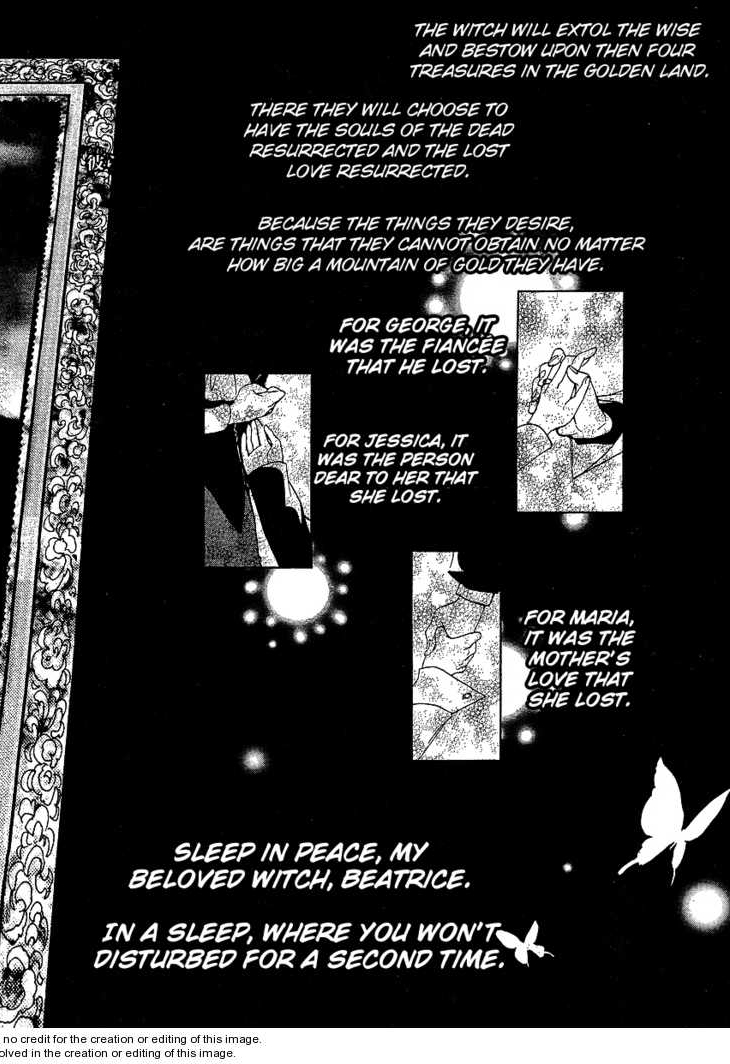 THE WITCH WILL EXTOL THE WISE
AND BESTOW UPON THEN FOUR
TREASURES IN THE GOLDEN LAND.
THERE THEY WILL CHOOSE TO
HAVE THE SOULS OF THE DEAD
RESURRECTED AND THE LOST
LOVE RESURRECTED.
BECAUSE THE THINGS THEY DESIRE,
ARE THINGS THAT THEY CANNOT OBTAIN NO MATTER
HOW BIG A MOUNTAIN OF GOLD THEY HAVE.
FOR GEORGE, IT
WAS THE FIANCÉE
THAT HE LOST.
FOR JESSICA, IT
WAS THE PERSON
DEAR TO HER THAT
SHE LOST.
FOR MARIA,
IT WAS THE
MOTHER'S
LOVE THAT
SHE LOST.
SLEEP IN PEACE, MY
BELOVED WITCH, BEATRICE.
IN A SLEEP, WHERE YOU WON'T
DISTURBED FOR A SECOND TIME.
no credit for the creation or editing of this image.
olved in the creation or editing of this image.